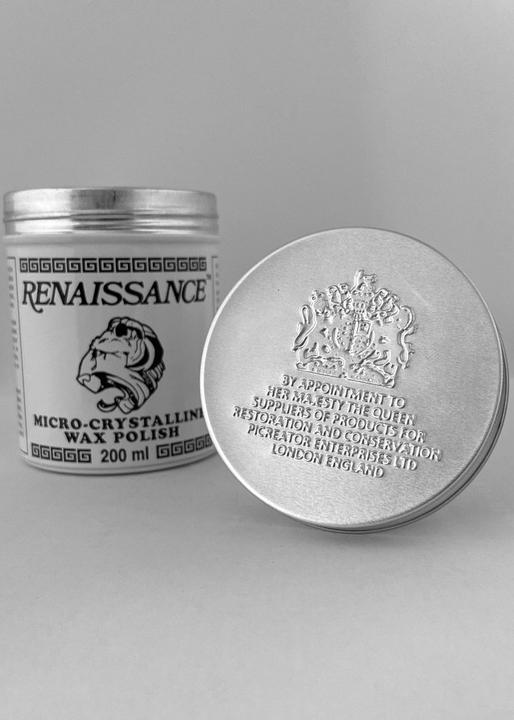 RENAISSANCE
MICRO-CRYSTALLINE
WAX POLISH
200 ml
BY APPOINTMENT TO
HER MAJESTY THE QUEEN
SUPPLIERS OF PRODUCTS FOR
RESTORATION AND CONSERVATION
PICREATOR ENTERPRISES LTD
LONDON ENGLAND